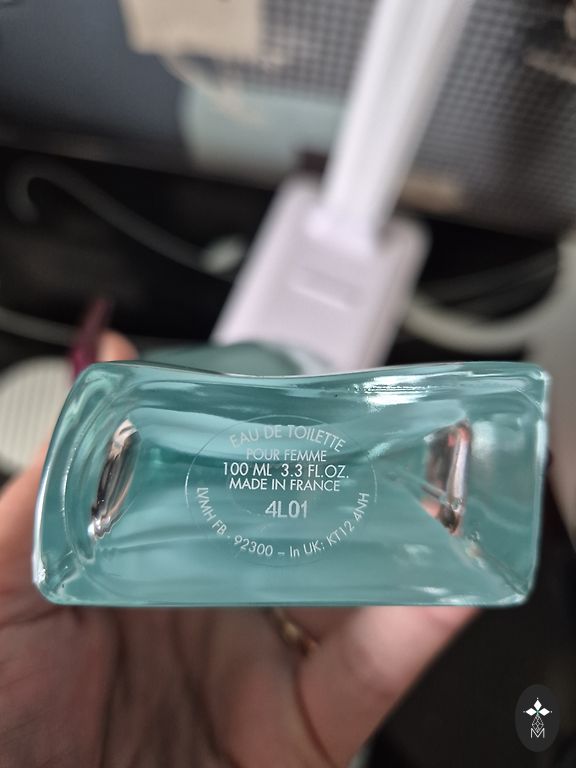 EAU DE TOILETTE
POUR FEMME
100 ML 3.3 FL.OZ.
MADE IN FRANCE
4L01
LVMH FB - 92300 – In UK: KT12 4NH
M